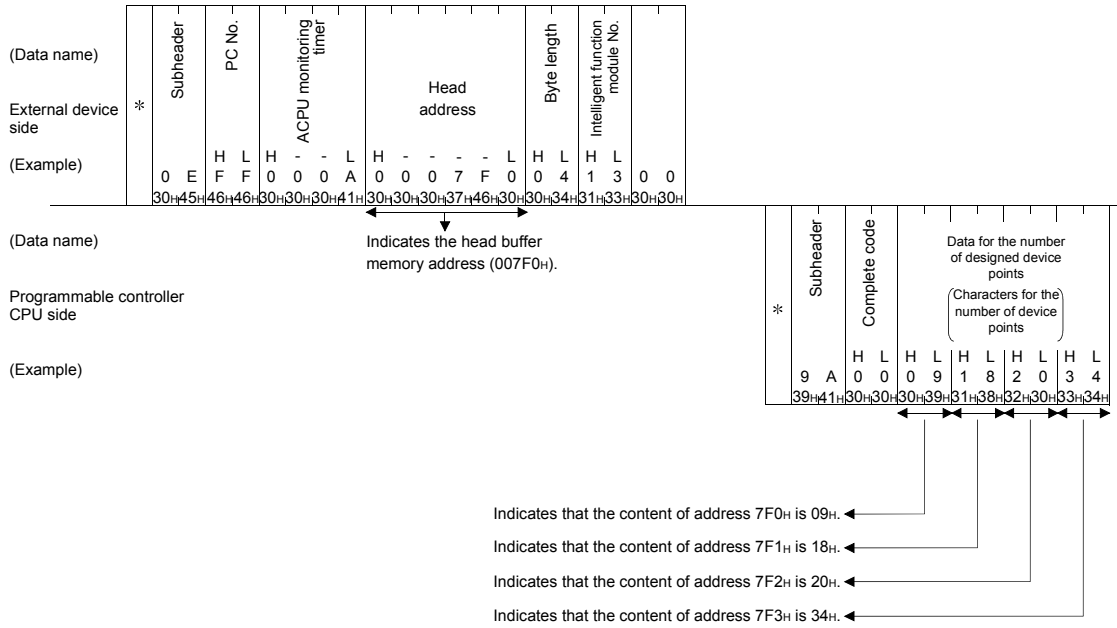 (Data name)
External device
side
(Example)
*
Subheader
PC No.
ACPU monitoring
timer
Head
address
Byte length
Intelligent function
module No.
H L H - - L H - - - - L H L H L
0 E F F 0 0 0 A 0 0 0 7 F 0 0 4 1 3 0 0
30H 45H 46H 46H 30H 30H 30H 41H 30H 30H 30H 37H 46H 30H 30H 34H 31H 33H 30H 30H
Indicates the head buffer
memory address (007F0H).
(Data name)
Programmable controller
CPU side
(Example)
*
Subheader
Complete code
Data for the number
of designed device
points
(Characters for the
number of device
points)
H L H L H L H L H L
9 A 0 0 0 9 1 8 2 0 3 4
39H 41H 30H 30H 30H 39H 31H 38H 32H 30H 33H 34H
Indicates that the content of address 7F0H is 09H.
Indicates that the content of address 7F1H is 18H.
Indicates that the content of address 7F2H is 20H.
Indicates that the content of address 7F3H is 34H.